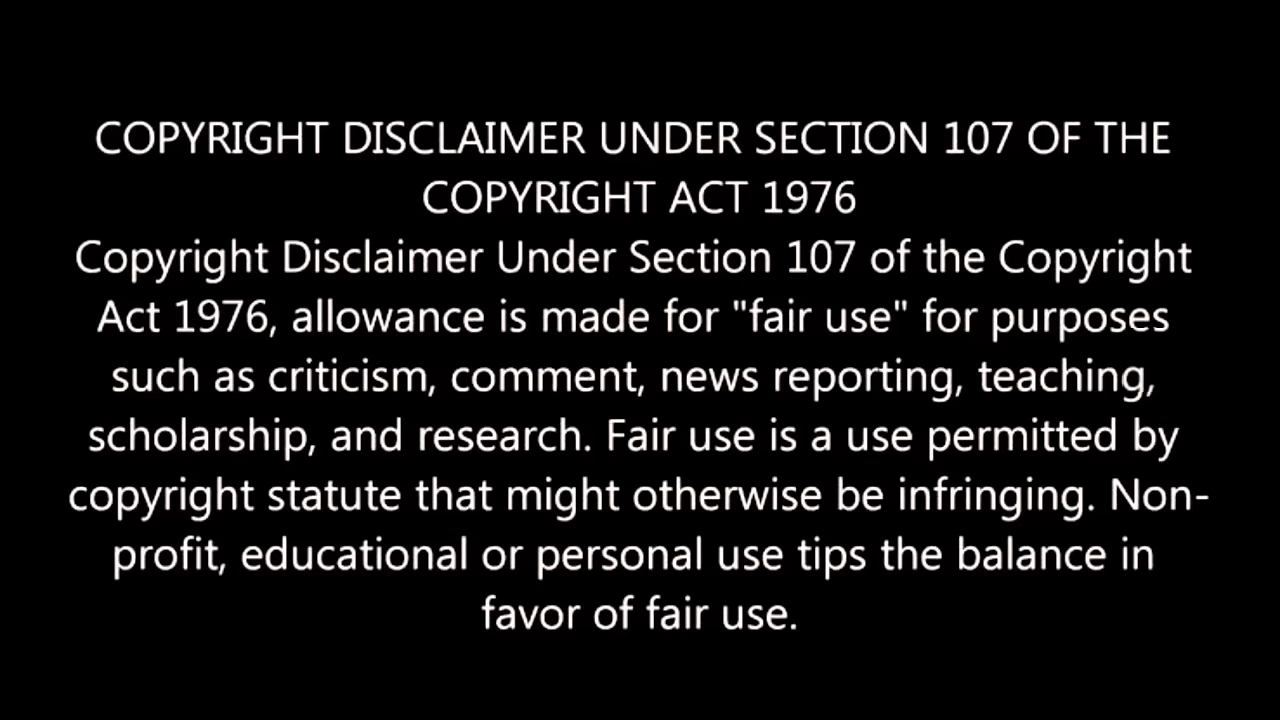 COPYRIGHT DISCLAIMER UNDER SECTION 107 OF THE
COPYRIGHT ACT 1976
Copyright Disclaimer Under Section 107 of the Copyright
Act 1976, allowance is made for "fair use" for purposes
such as criticism, comment, news reporting, teaching,
scholarship, and research. Fair use is a use permitted by
copyright statute that might otherwise be infringing. Non-
profit, educational or personal use tips the balance in
favor of fair use.